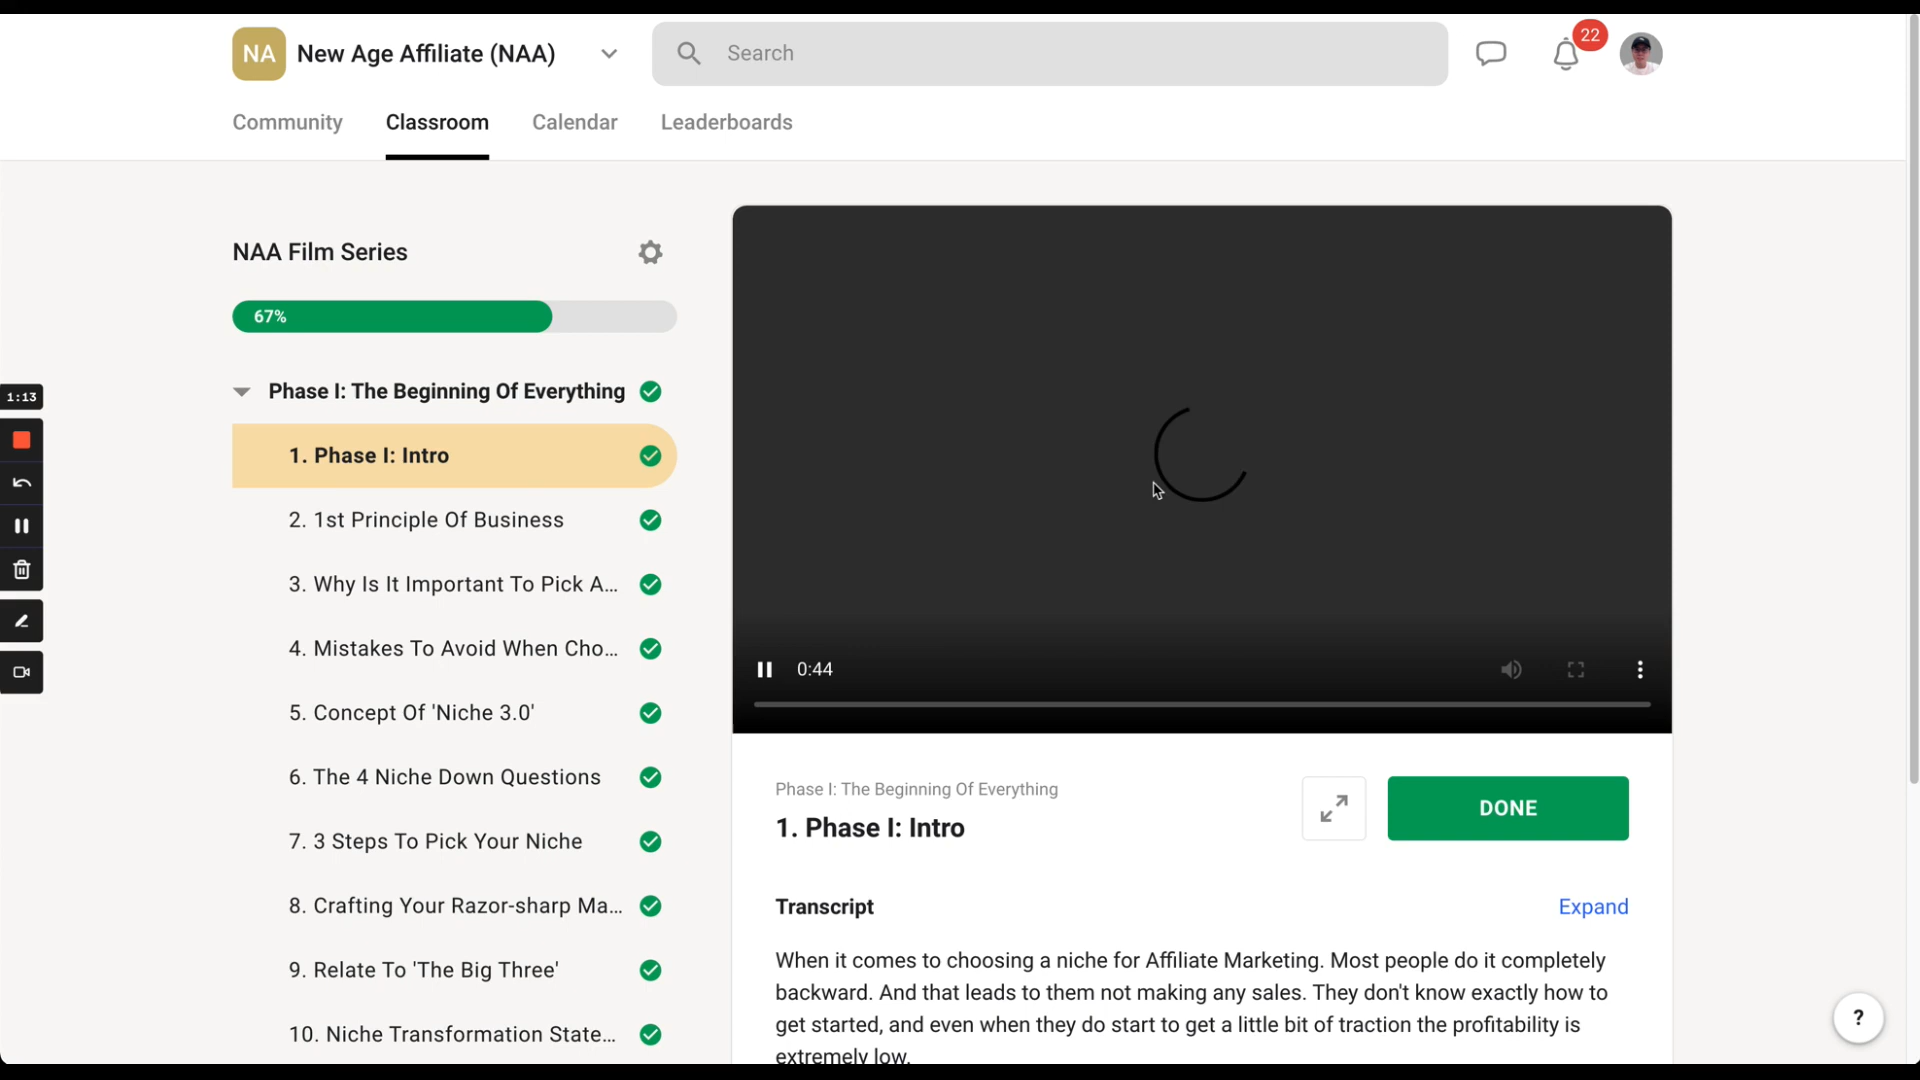 NA New Age Affiliate (NAA)
Search
22
Community Classroom Calendar Leaderboards
NAA Film Series
67%
Phase I: The Beginning Of Everything
1. Phase I: Intro
2. 1st Principle Of Business
3. Why Is It Important To Pick A...
4. Mistakes To Avoid When Cho...
5. Concept Of 'Niche 3.0'
6. The 4 Niche Down Questions
7. 3 Steps To Pick Your Niche
8. Crafting Your Razor-sharp Ma...
9. Relate To 'The Big Three'
10. Niche Transformation State...
1:13
0:44
Phase I: The Beginning Of Everything
1. Phase I: Intro
DONE
Transcript
Expand
When it comes to choosing a niche for Affiliate Marketing. Most people do it completely
backward. And that leads to them not making any sales. They don't know exactly how to
get started, and even when they do start to get a little bit of traction the profitability is
extremely low.
?